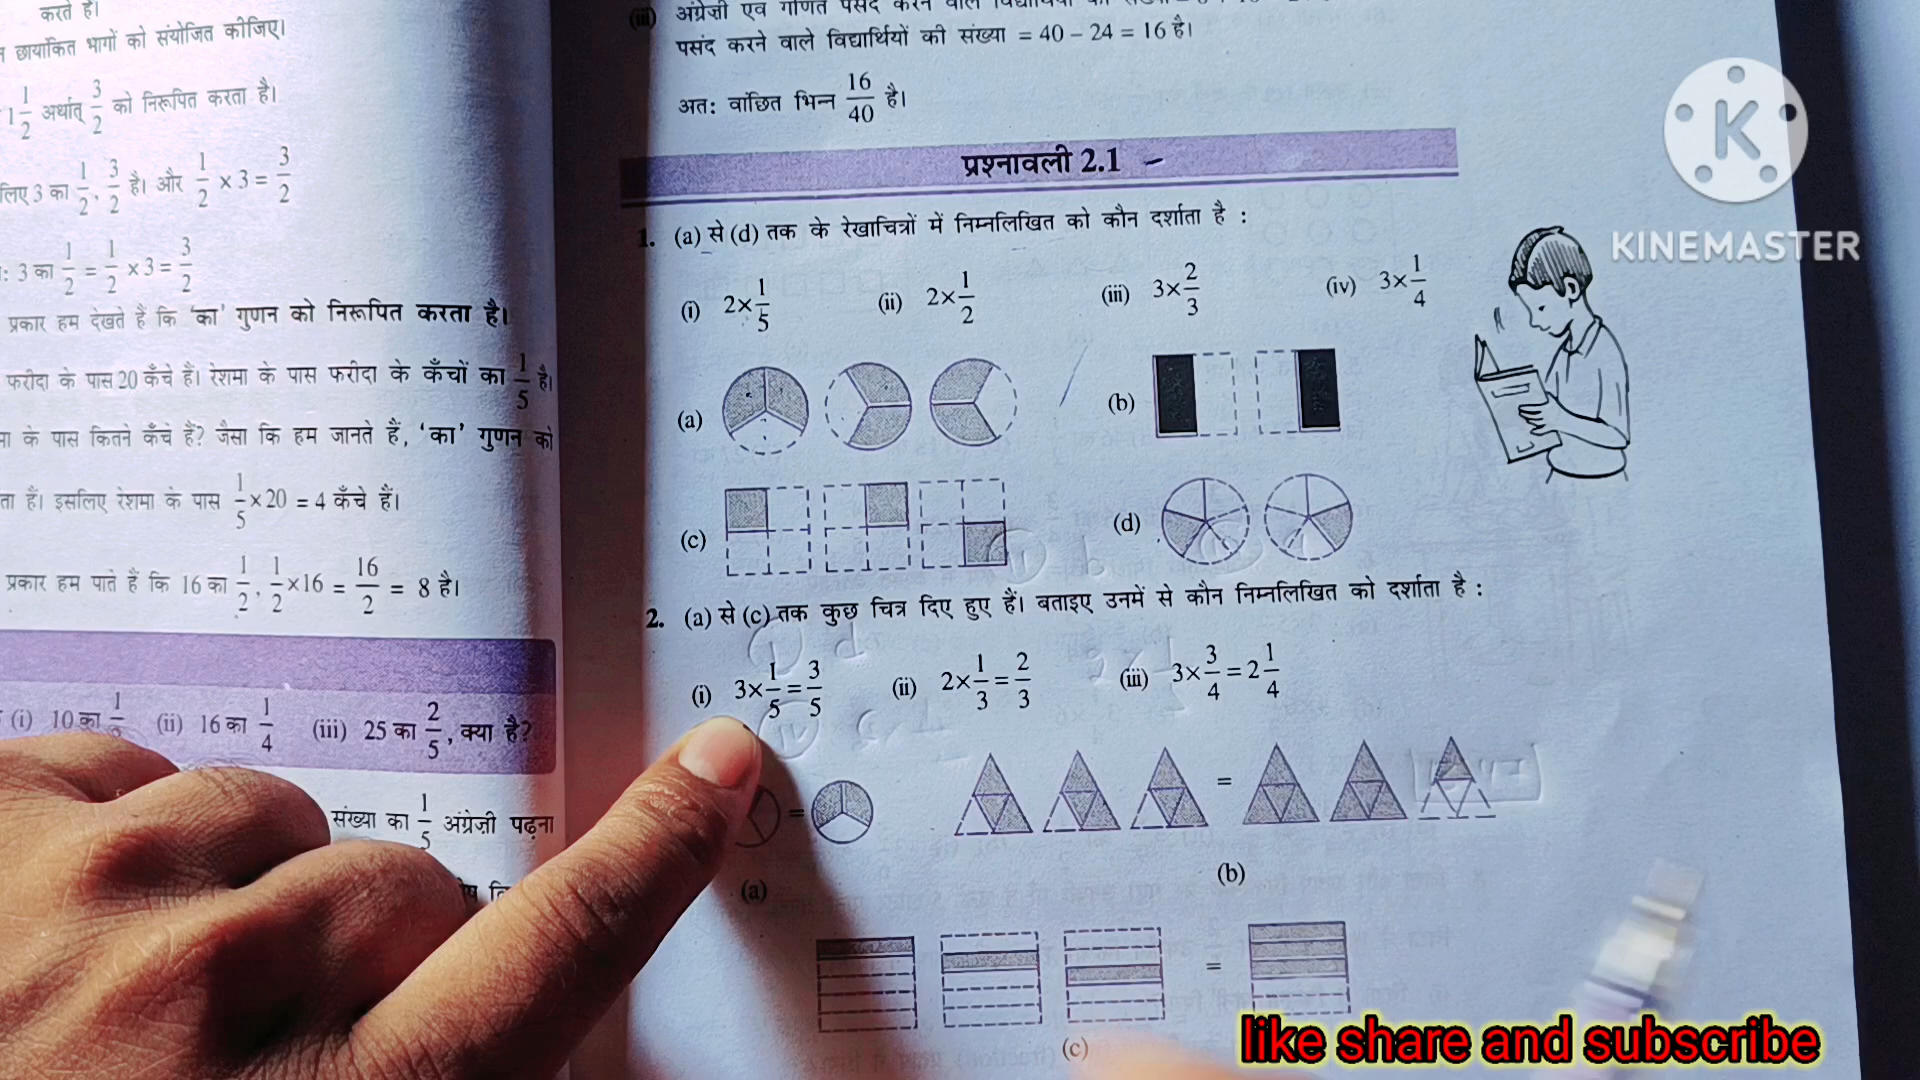 करते हैं।
छायांकित भागों को संयोजित कीजिए।
1 1/2 अर्थात् 3/2 को निरूपित करता है।
लिए 3 का 1/2, 3/2 है। और 1/2 × 3 = 3/2
: 3 का 1/2 = 1/2 × 3 = 3/2
प्रकार हम देखते हैं कि 'का' गुणन को निरूपित करता है।
फरीदा के पास 20 कँचे हैं। रेशमा के पास फरीदा के कँचों का 1/5 है।
के पास कितने कँचे हैं? जैसा कि हम जानते हैं, 'का' गुणन को
ता हैं। इसलिए रेशमा के पास 1/5 × 20 = 4 कँचे हैं।
प्रकार हम पाते हैं कि 16 का 1/2, 1/2 × 16 = 16/2 = 8 है।
(i) 10 का (ii) 16 का 1/4 (iii) 25 का 2/5, क्या है?
संख्या का 1/5 अंग्रेज़ी पढ़ना
(iii) अंग्रेज़ी एवं गणित पसंद करने वाले विद्यार्थियों
पसंद करने वाले विद्यार्थियों की संख्या = 40 – 24 = 16 है।
अत: वांछित भिन्न 16/40 है।
प्रश्नावली 2.1
1. (a) से (d) तक के रेखाचित्रों में निम्नलिखित को कौन दर्शाता है :
(i) 2×1/5 (ii) 2×1/2 (iii) 3×2/3 (iv) 3×1/4
(a) (b)
(c) (d)
2. (a) से (c) तक कुछ चित्र दिए हुए हैं। बताइए उनमें से कौन निम्नलिखित को दर्शाता है :
(i) 3×1/5=3/5 (ii) 2×1/3=2/3 (iii) 3×3/4=2 1/4
= =
(a) (b)
=
(c)
KINEMASTER
like share and subscribe